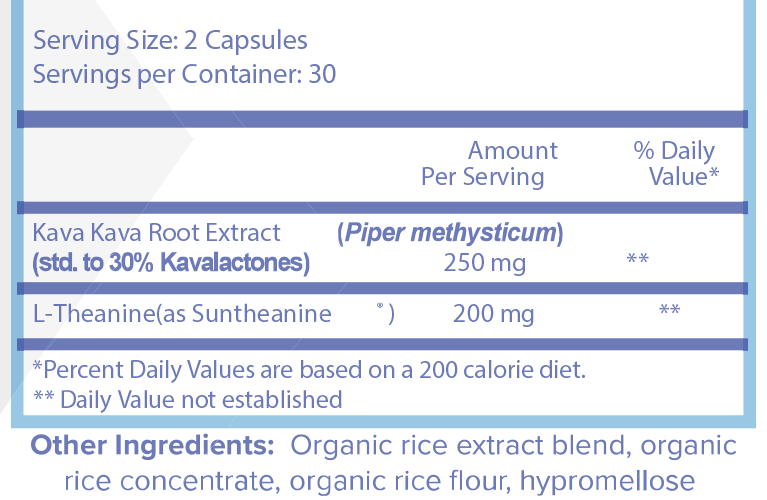 Serving Size: 2 Capsules
Servings per Container: 30
Amount % Daily
Per Serving Value*
Kava Kava Root Extract (Piper methysticum)
(std. to 30% Kavalactones) 250 mg **
L-Theanine(as Suntheanine ® ) 200 mg **
*Percent Daily Values are based on a 200 calorie diet.
** Daily Value not established
Other Ingredients: Organic rice extract blend, organic
rice concentrate, organic rice flour, hypromellose